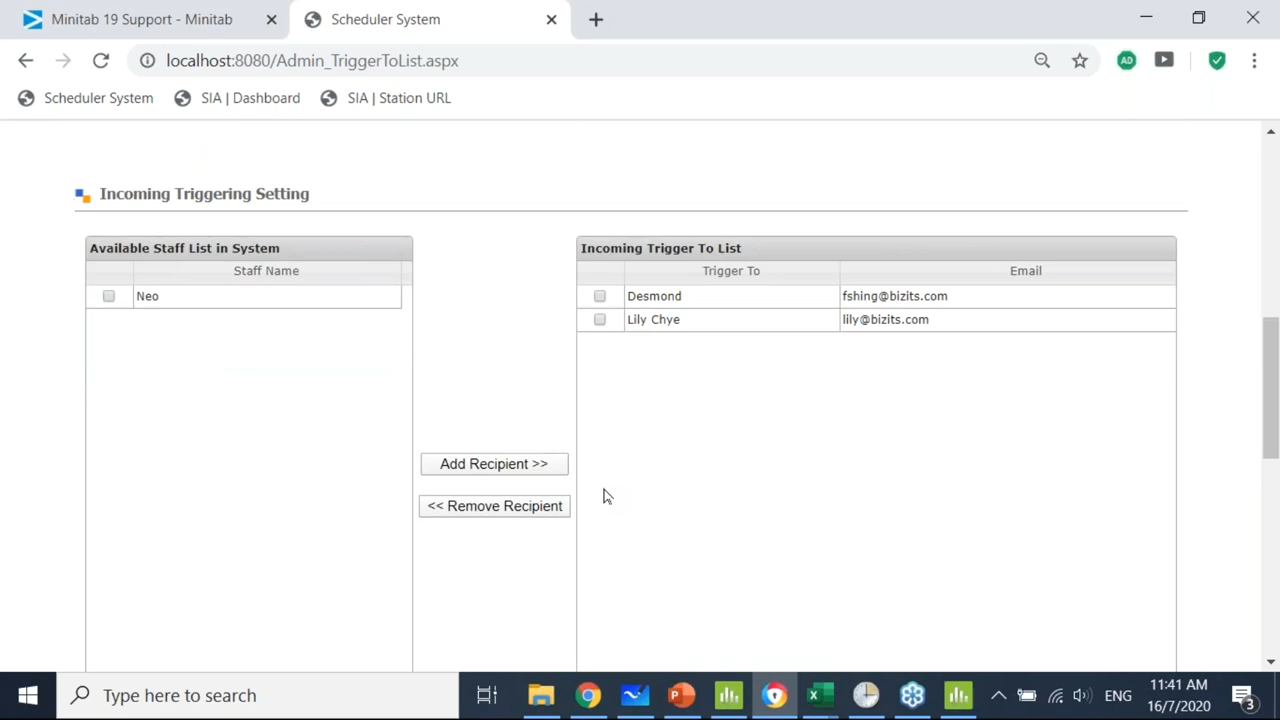 Minitab 19 Support - Minitab
Scheduler System
localhost:8080/Admin_TriggerToList.aspx
AD
Scheduler System
SIA | Dashboard
SIA | Station URL
Incoming Triggering Setting
Available Staff List in System
Staff Name
Neo
Incoming Trigger To List
Trigger To Email
Desmond fshing@bizits.com
Lily Chye lily@bizits.com
Add Recipient >>
<< Remove Recipient
Type here to search
ENG
11:41 AM
16/7/2020
3